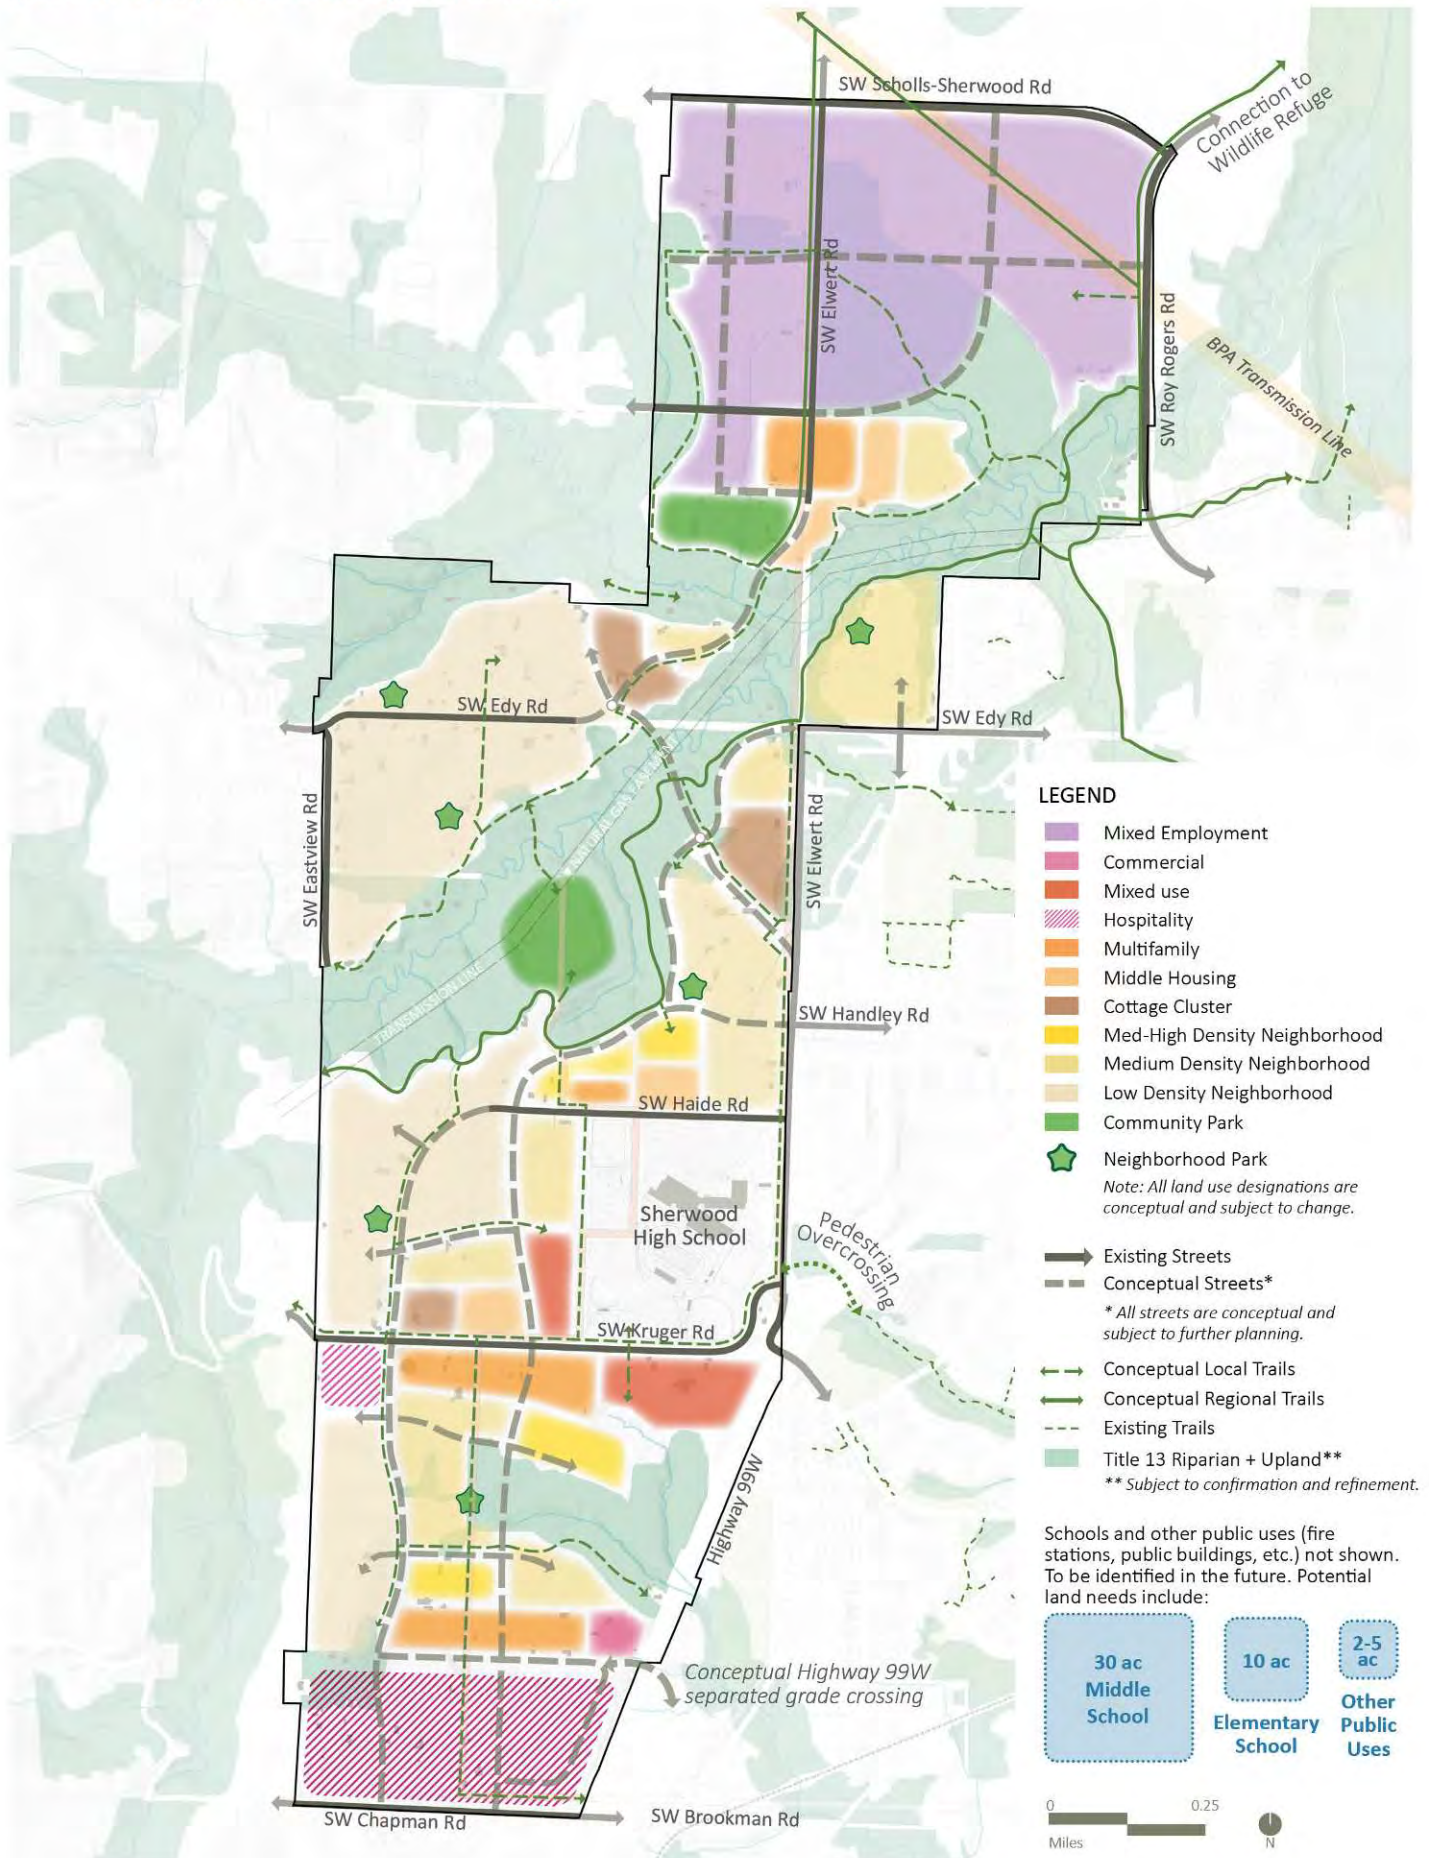 SW Scholls-Sherwood Rd
Connection to
Wildlife Refuge
SW Elwert Rd
SW Roy Rogers Rd
BPA Transmission Line
SW Edy Rd
SW Edy Rd
NATURAL GAS EASEMENT
SW Eastview Rd
SW Elwert Rd
TRANSMISSION LINE
SW Handley Rd
SW Haide Rd
Sherwood
High School
Pedestrian
Overcrossing
SW Kruger Rd
Highway 99W
Conceptual Highway 99W
separated grade crossing
SW Chapman Rd
SW Brookman Rd
LEGEND
Mixed Employment
Commercial
Mixed use
Hospitality
Multifamily
Middle Housing
Cottage Cluster
Med-High Density Neighborhood
Medium Density Neighborhood
Low Density Neighborhood
Community Park
Neighborhood Park
Note: All land use designations are
conceptual and subject to change.
Existing Streets
Conceptual Streets*
* All streets are conceptual and
subject to further planning.
Conceptual Local Trails
Conceptual Regional Trails
Existing Trails
Title 13 Riparian + Upland**
** Subject to confirmation and refinement.
Schools and other public uses (fire
stations, public buildings, etc.) not shown.
To be identified in the future. Potential
land needs include:
30 ac
Middle
School
10 ac
Elementary
School
2-5
ac
Other
Public
Uses
0 0.25
Miles
N